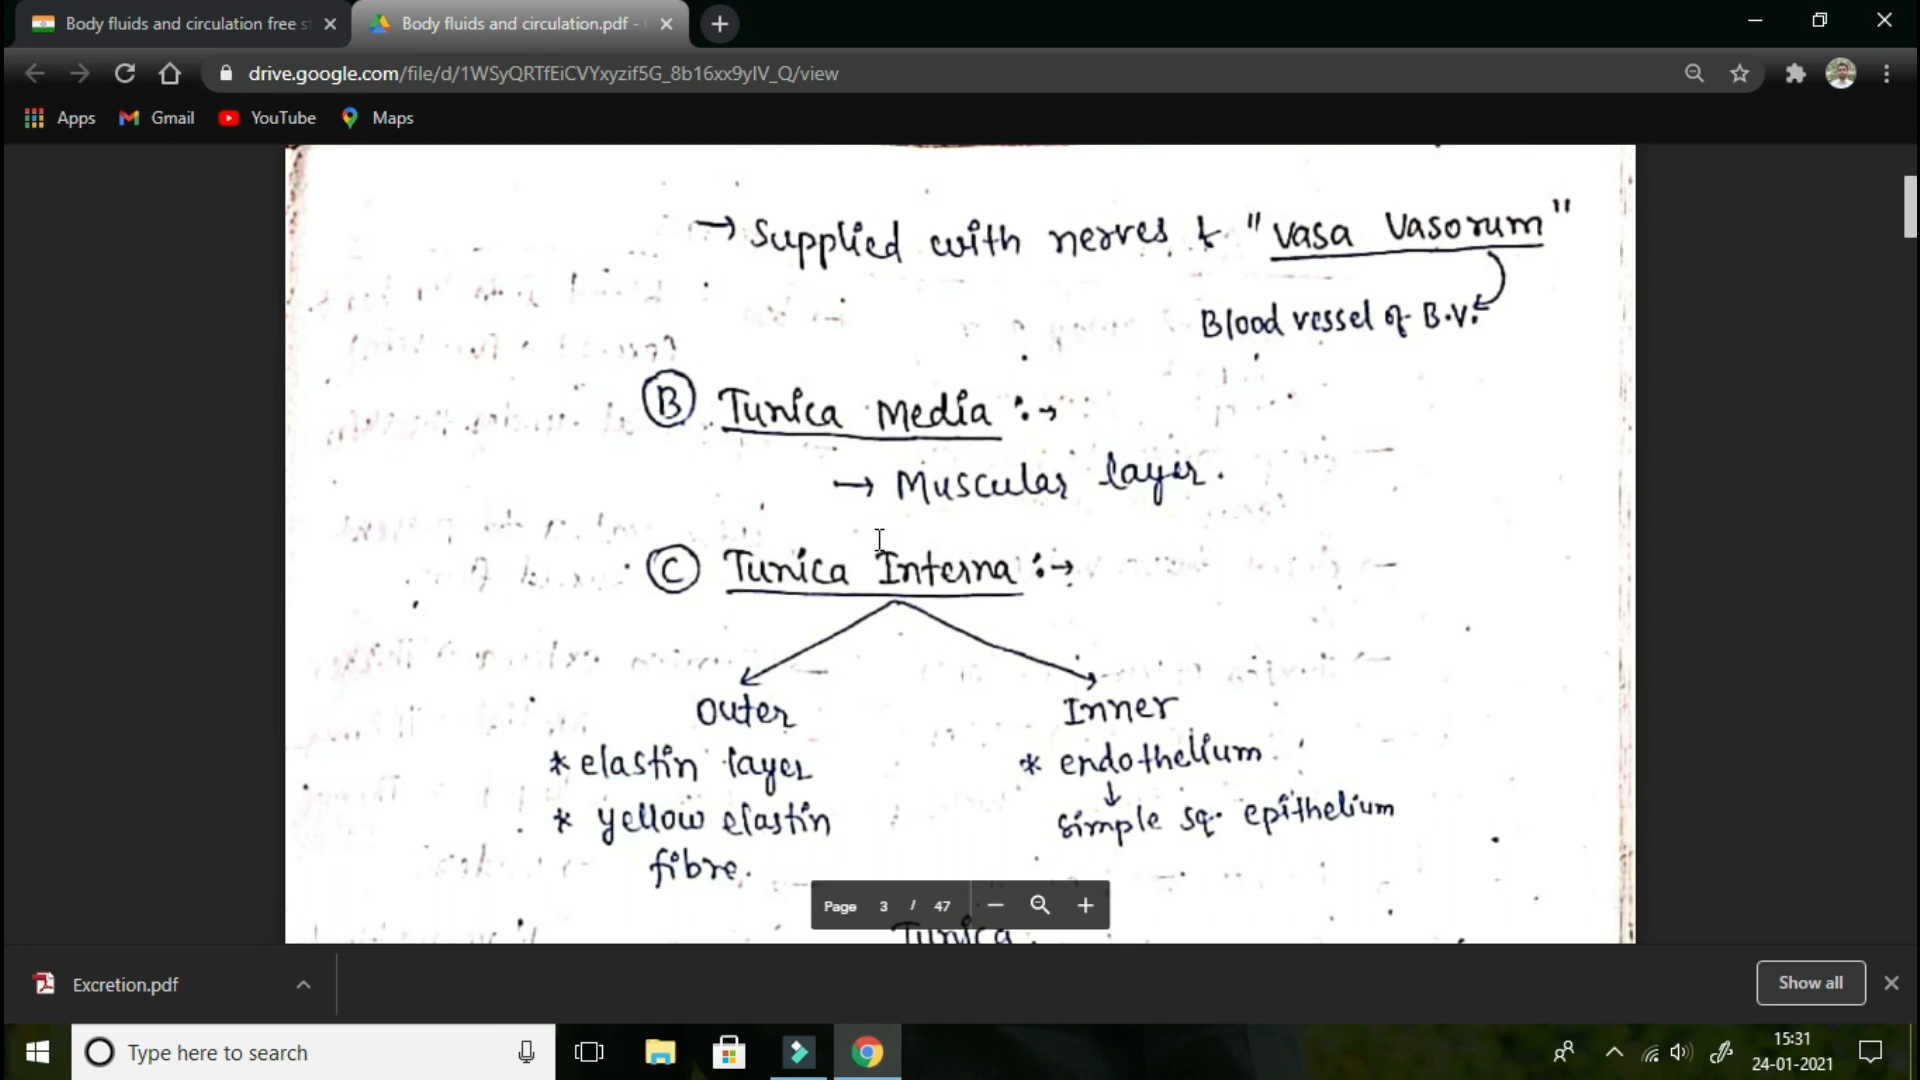 Body fluids and circulation free s
Body fluids and circulation.pdf -
drive.google.com/file/d/1WSyQRTfEiCVYxyzif5G_8b16xx9yIV_Q/view
Apps Gmail YouTube Maps
→ Supplied with nerves & "Vasa Vasorum"
Blood vessel of B.V.
B Tunica Media :→
→ Muscular layer.
C Tunica Interna :→
Outer Inner
* elastin layer * endothelium
↓
* yellow elastin simple sq. epithelium
fibre.
Page 3 / 47
Tunica
Excretion.pdf
Show all
Type here to search
15:31
24-01-2021